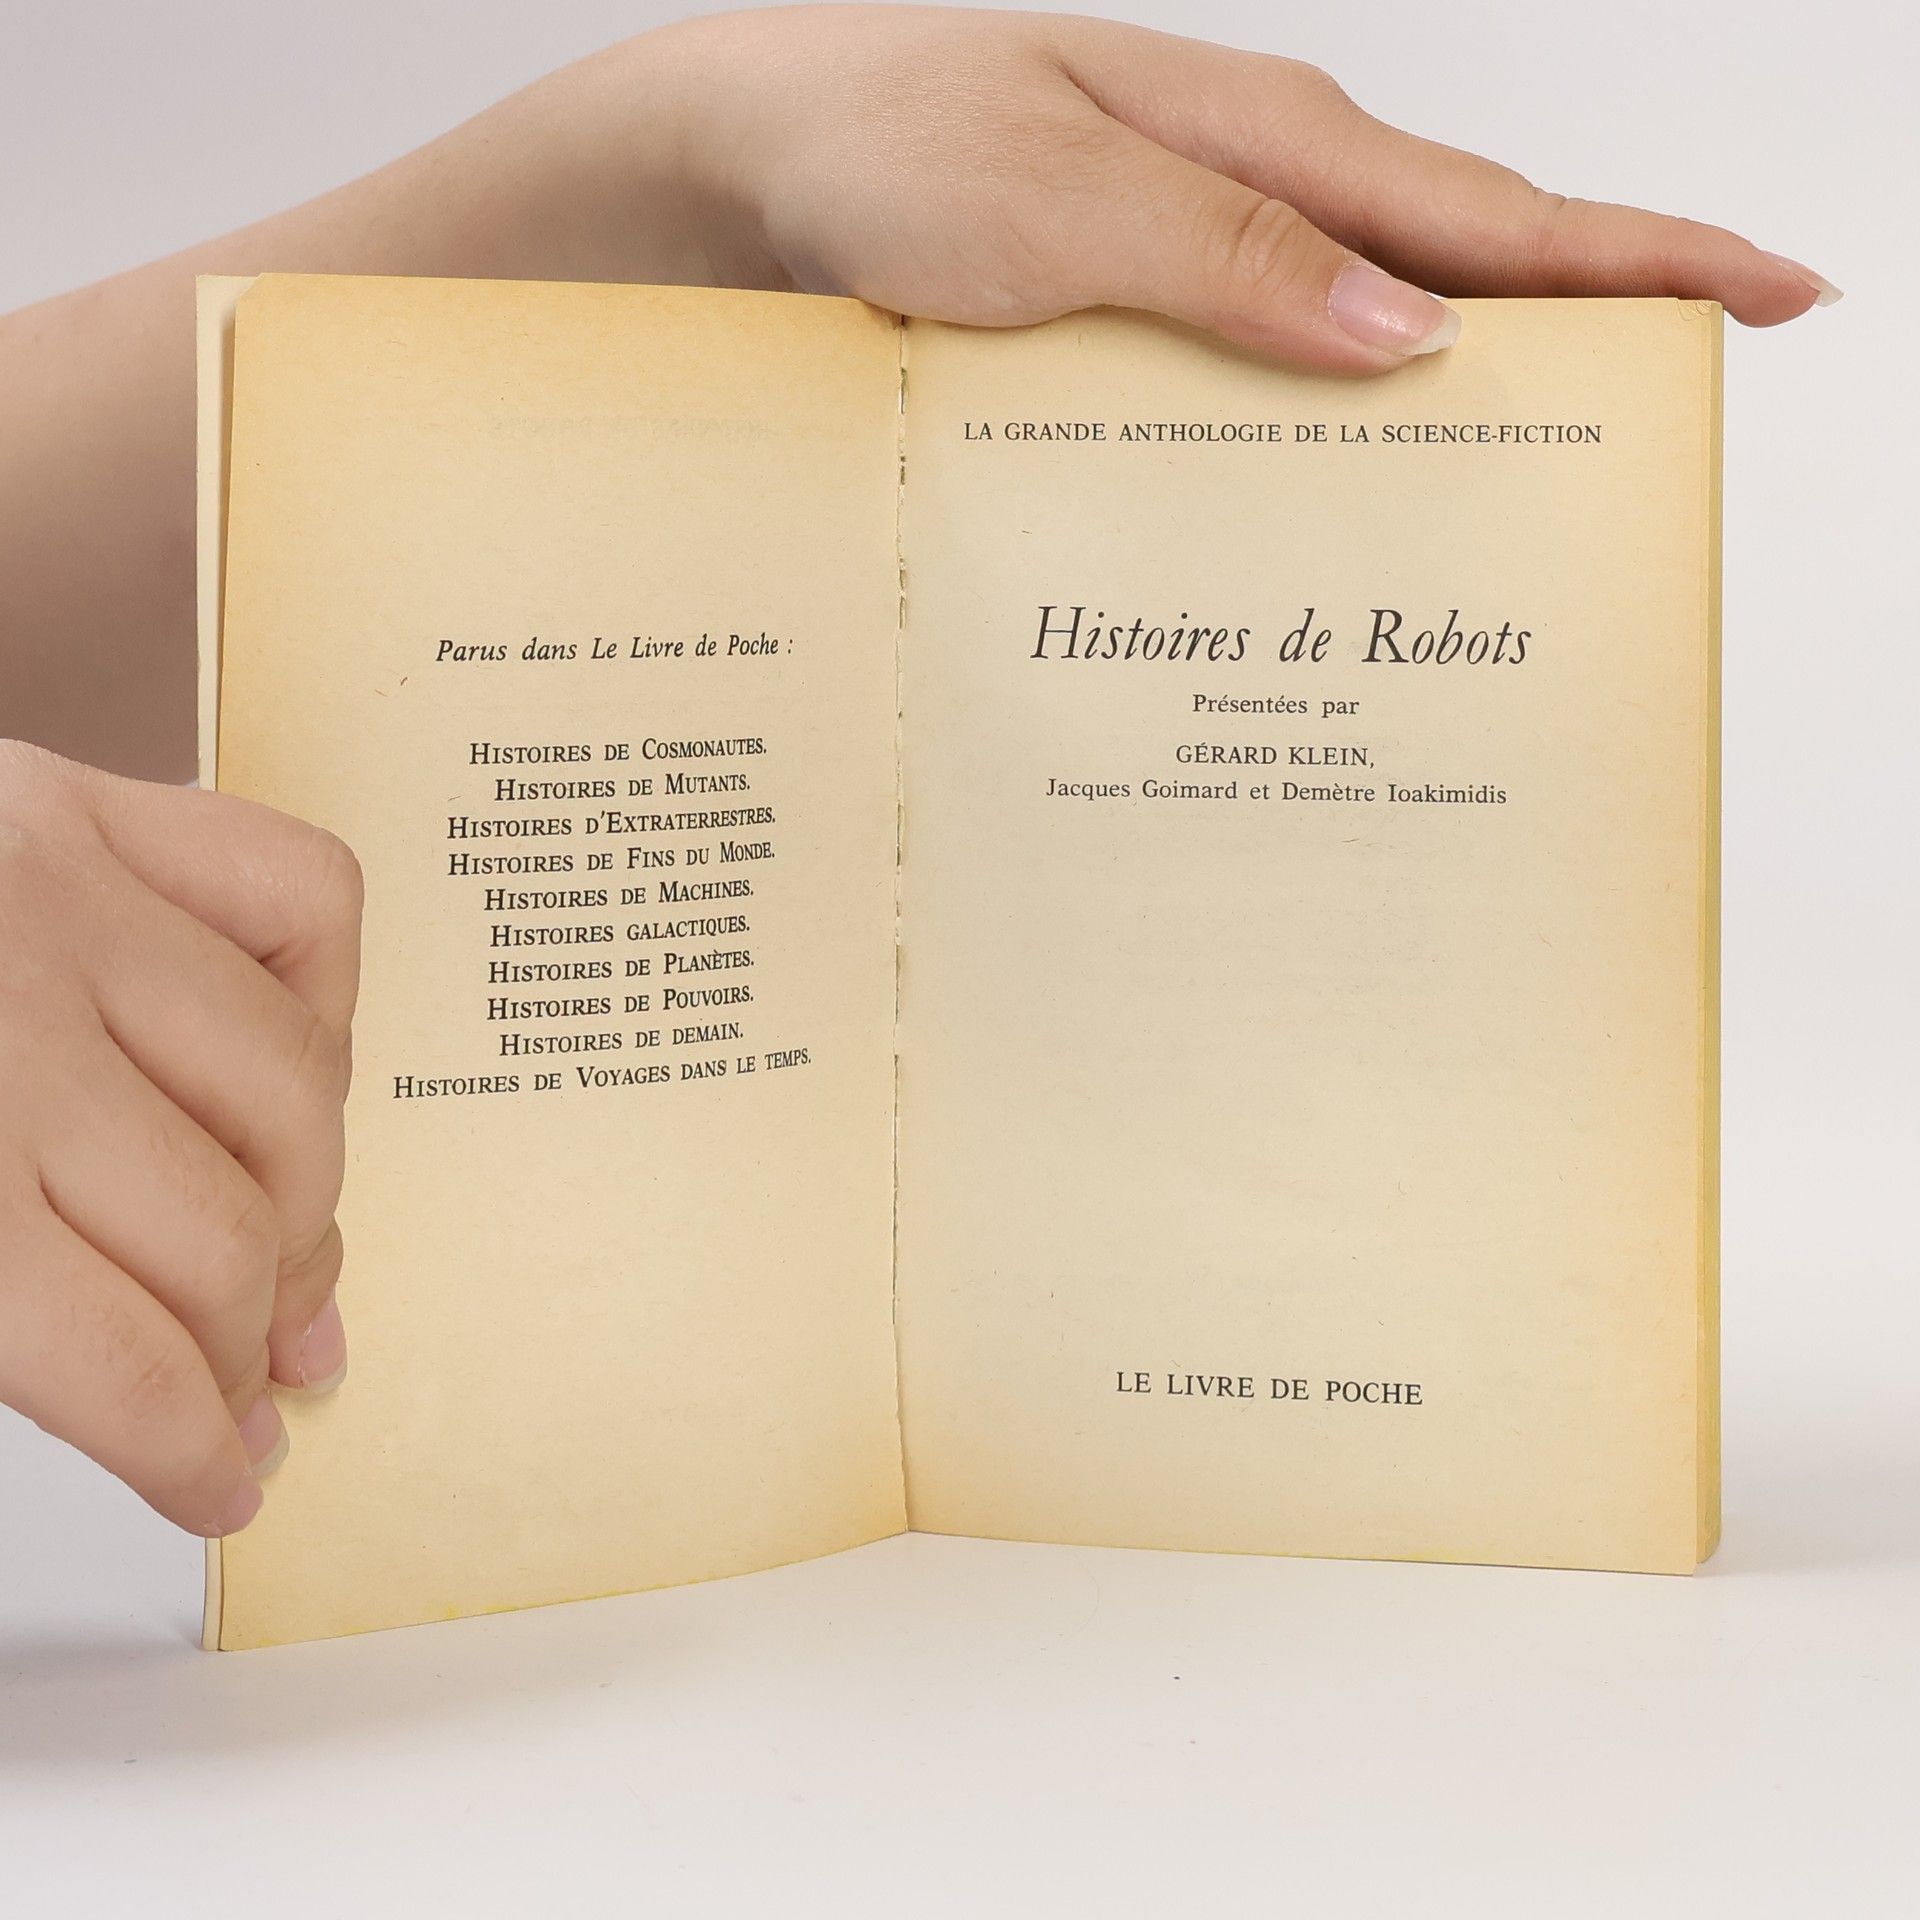 Parus dans Le Livre de Poche :
HISTOIRES DE COSMONAUTES.
HISTOIRES DE MUTANTS.
HISTOIRES D'EXTRATERRESTRES.
HISTOIRES DE FINS DU MONDE.
HISTOIRES DE MACHINES.
HISTOIRES GALACTIQUES.
HISTOIRES DE PLANÈTES.
HISTOIRES DE POUVOIRS.
HISTOIRES DE DEMAIN.
HISTOIRES DE VOYAGES DANS LE TEMPS.
LA GRANDE ANTHOLOGIE DE LA SCIENCE-FICTION
Histoires de Robots
Présentées par
GÉRARD KLEIN,
Jacques Goimard et Demètre Ioakimidis
LE LIVRE DE POCHE